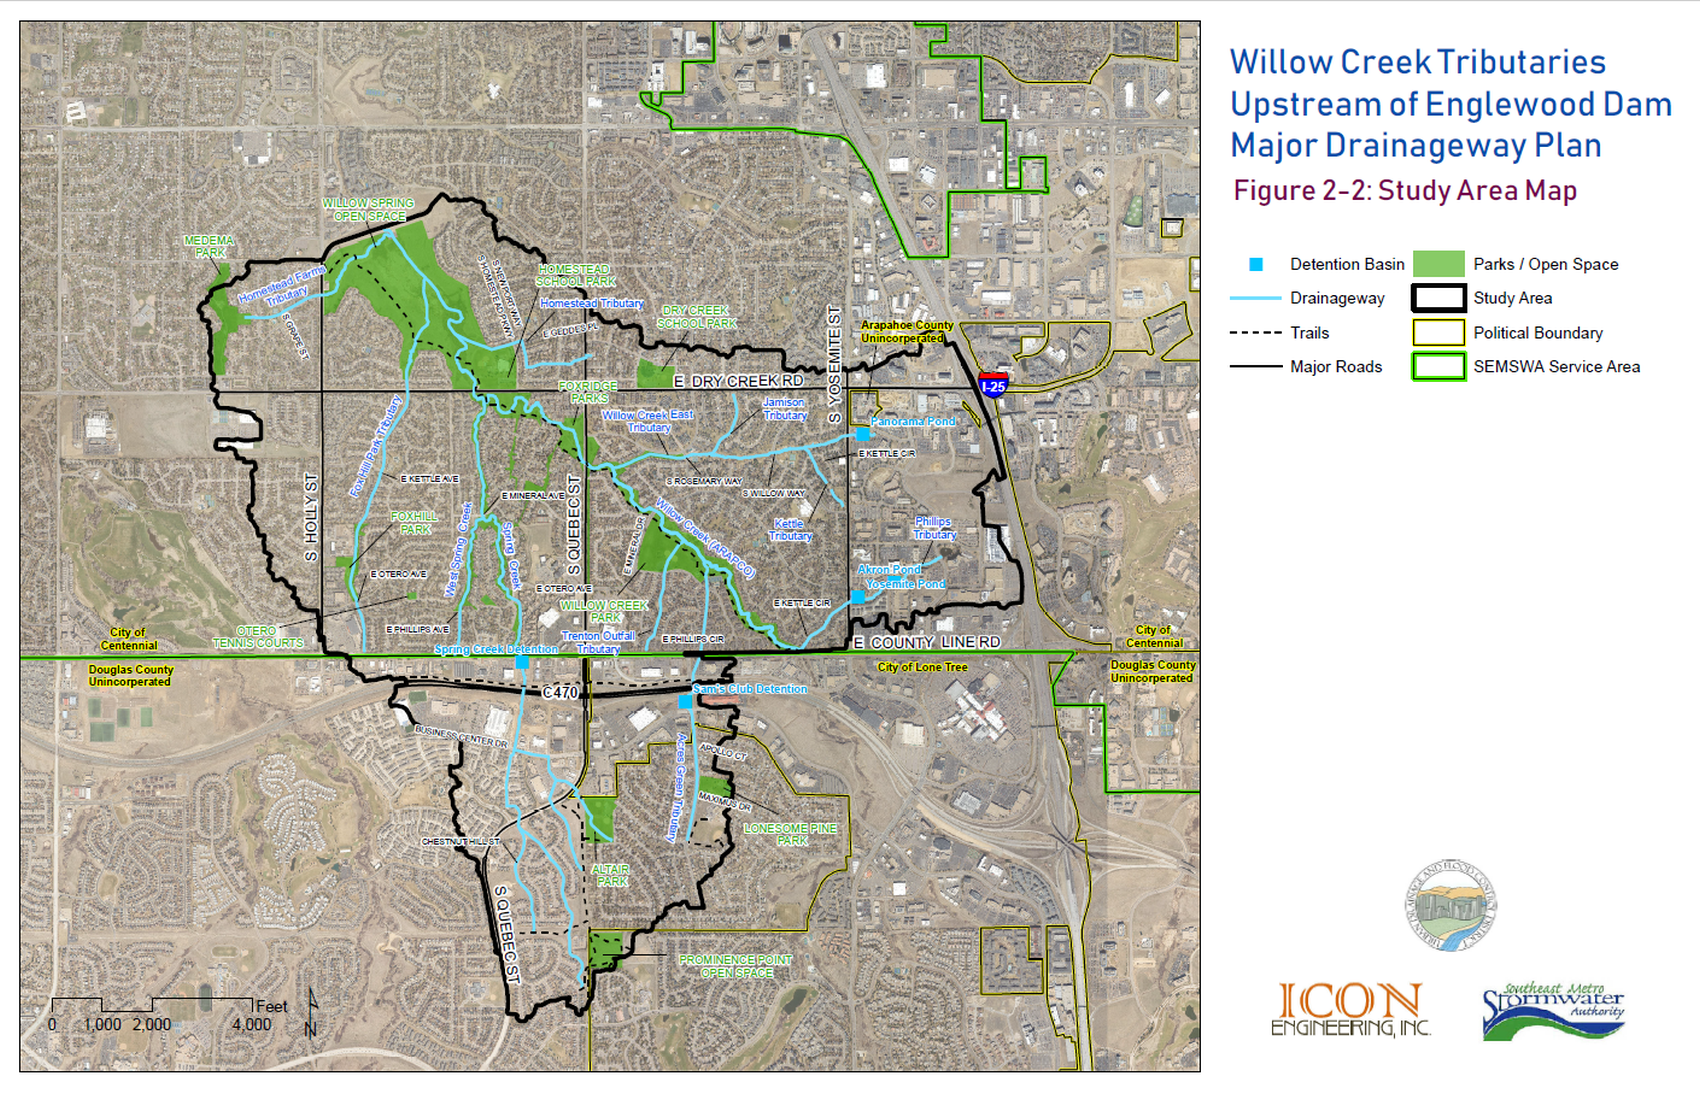 Willow Creek Tributaries
Upstream of Englewood Dam
Major Drainageway Plan
Figure 2-2: Study Area Map
Detention Basin
Drainageway
Trails
Major Roads
Parks / Open Space
Study Area
Political Boundary
SEMSWA Service Area
WILLOW SPRING
OPEN SPACE
MEDEMA
PARK
Homestead Farms
Tributary
S GRAPE ST
S NEWPORT WAY
S HOMESTEAD PKWY
HOMESTEAD
SCHOOL PARK
Homestead Tributary
E GEDDES PL
DRY CREEK
SCHOOL PARK
S YOSEMITE ST
Arapahoe County
Unincorporated
E DRY CREEK RD
I-25
FOXRIDGE
PARKS
Willow Creek East
Tributary
Jamison
Tributary
Panorama Pond
E KETTLE CIR
FoxHill Park Tributary
E KETTLE AVE
S HOLLY ST
E MINERAL AVE
S QUEBEC ST
S ROSEMARY WAY
S WILLOW WAY
Kettle
Tributary
Phillips
Tributary
FOXHILL
PARK
West Spring Creek
Spring Creek
E MINERAL DR
Willow Creek (ARAPCO)
Akron Pond
Yosemite Pond
E OTERO AVE
E OTERO AVE
WILLOW CREEK
PARK
E KETTLE CIR
OTERO
TENNIS COURTS
E PHILLIPS AVE
Trenton Outfall
Tributary
E PHILLIPS CIR
E COUNTY LINE RD
City of
Centennial
City of
Centennial
Spring Creek Detention
Douglas County
Unincorporated
City of Lone Tree
Douglas County
Unincorporated
C470
Sam's Club Detention
BUSINESS CENTER DR
Acres Green Tributary
APOLLO CT
MAXIMUS DR
LONESOME PINE
PARK
CHESTNUT HILL ST
ALTAIR
PARK
S QUEBEC ST
PROMINENCE POINT
OPEN SPACE
Feet
0 1,000 2,000 4,000
N
URBAN DRAINAGE AND FLOOD CONTROL DISTRICT
ICON
ENGINEERING, INC.
Southeast Metro
Stormwater
Authority